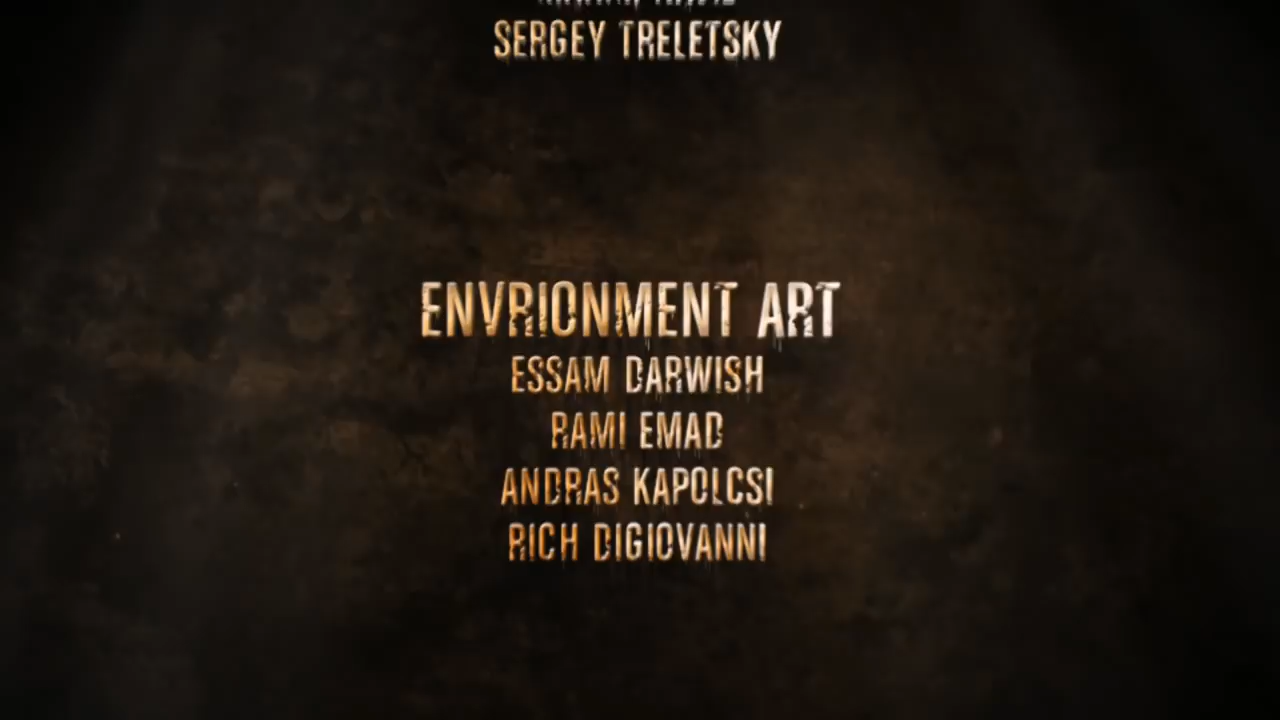 SERGEY TRELETSKY
ENVRIONMENT ART
ESSAM DARWISH
RAMI EMAD
ANDRAS KAPOLCSI
RICH DIGIOVANNI